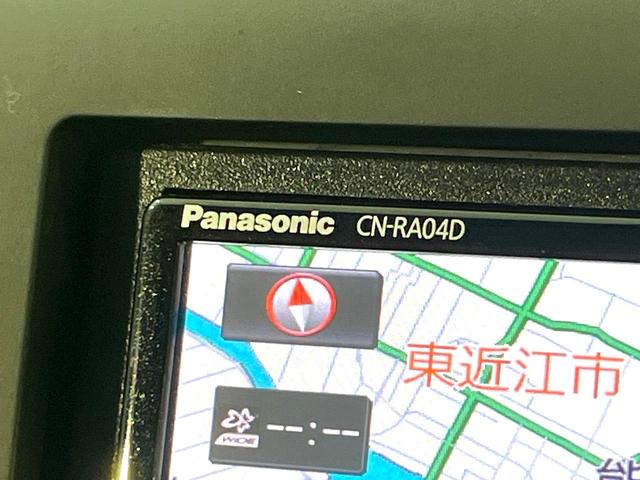 Panasonic CN-RA04D
東近江市
WIDE --:--